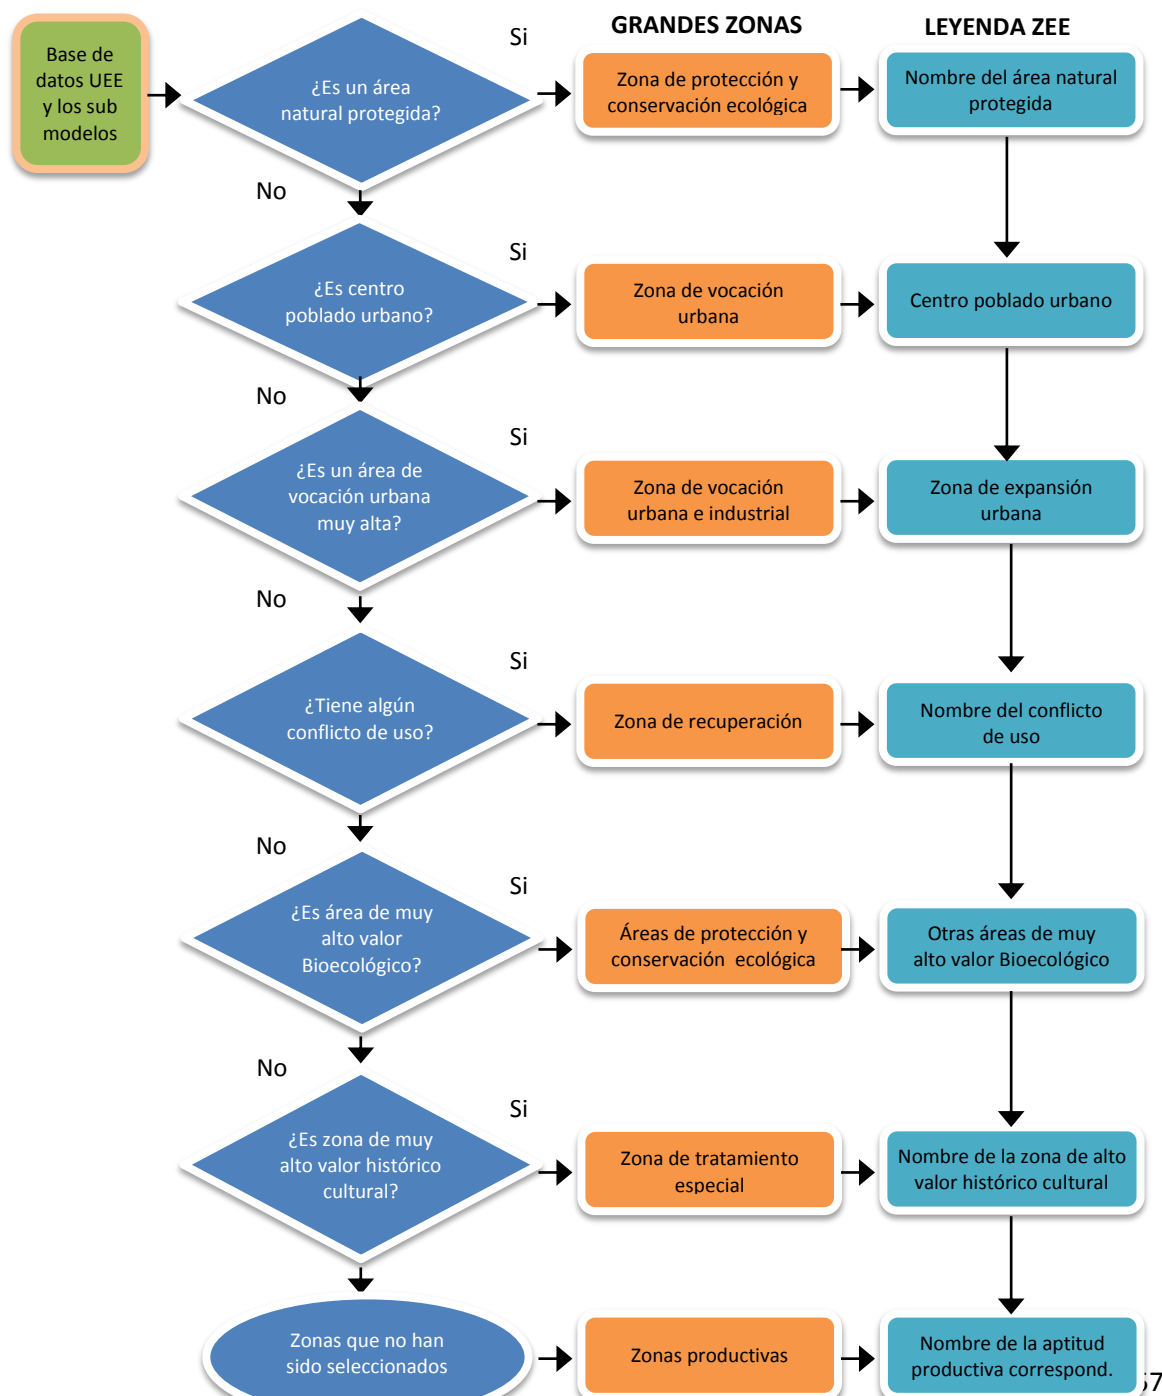 GRANDES ZONAS
LEYENDA ZEE
Base de
datos UEE
y los sub
modelos
¿Es un área
natural protegida?
Si
Zona de protección y
conservación ecológica
Nombre del área natural
protegida
No
¿Es centro
poblado urbano?
Si
Zona de vocación
urbana
Centro poblado urbano
No
¿Es un área de
vocación urbana
muy alta?
Si
Zona de vocación
urbana e industrial
Zona de expansión
urbana
No
¿Tiene algún
conflicto de uso?
Si
Zona de recuperación
Nombre del conflicto
de uso
No
¿Es área de muy
alto valor
Bioecológico?
Si
Áreas de protección y
conservación ecológica
Otras áreas de muy
alto valor Bioecológico
No
¿Es zona de muy
alto valor histórico
cultural?
Si
Zona de tratamiento
especial
Nombre de la zona de alto
valor histórico cultural
Zonas que no han
sido seleccionados
Zonas productivas
Nombre de la aptitud
productiva correspond.